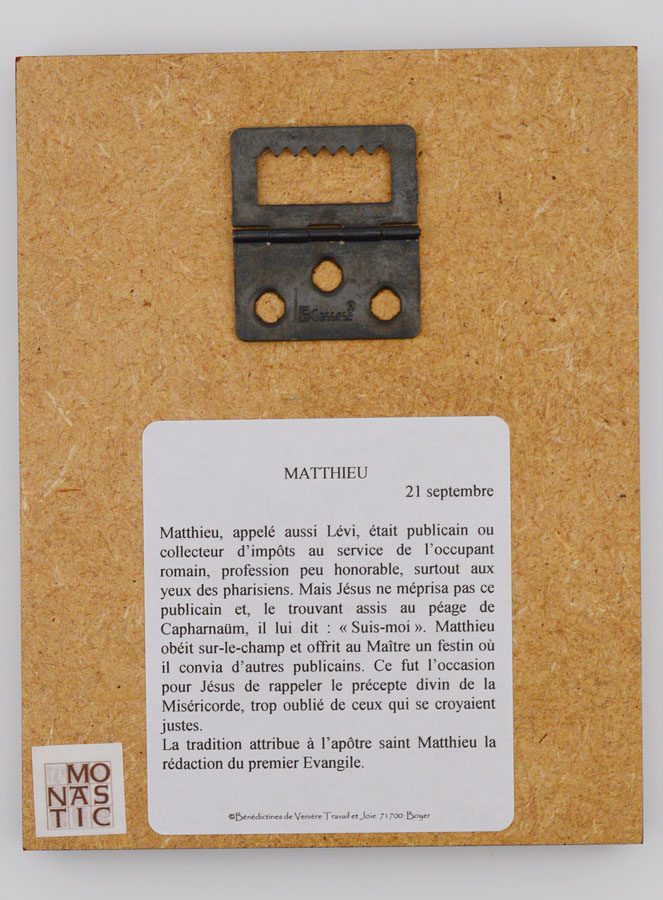 Cassese
MATTHIEU
21 septembre
Matthieu, appelé aussi Lévi, était publicain ou
collecteur d'impôts au service de l'occupant
romain, profession peu honorable, surtout aux
yeux des pharisiens. Mais Jésus ne méprisa pas ce
publicain et, le trouvant assis au péage de
Capharnaüm, il lui dit : « Suis-moi ». Matthieu
obéit sur-le-champ et offrit au Maître un festin où
il convia d'autres publicains. Ce fut l'occasion
pour Jésus de rappeler le précepte divin de la
Miséricorde, trop oublié de ceux qui se croyaient
justes.
La tradition attribue à l'apôtre saint Matthieu la
rédaction du premier Evangile.
©Bénédictines de Venière Travail et Joie 71700 Boyer
MO
NAS
TIC